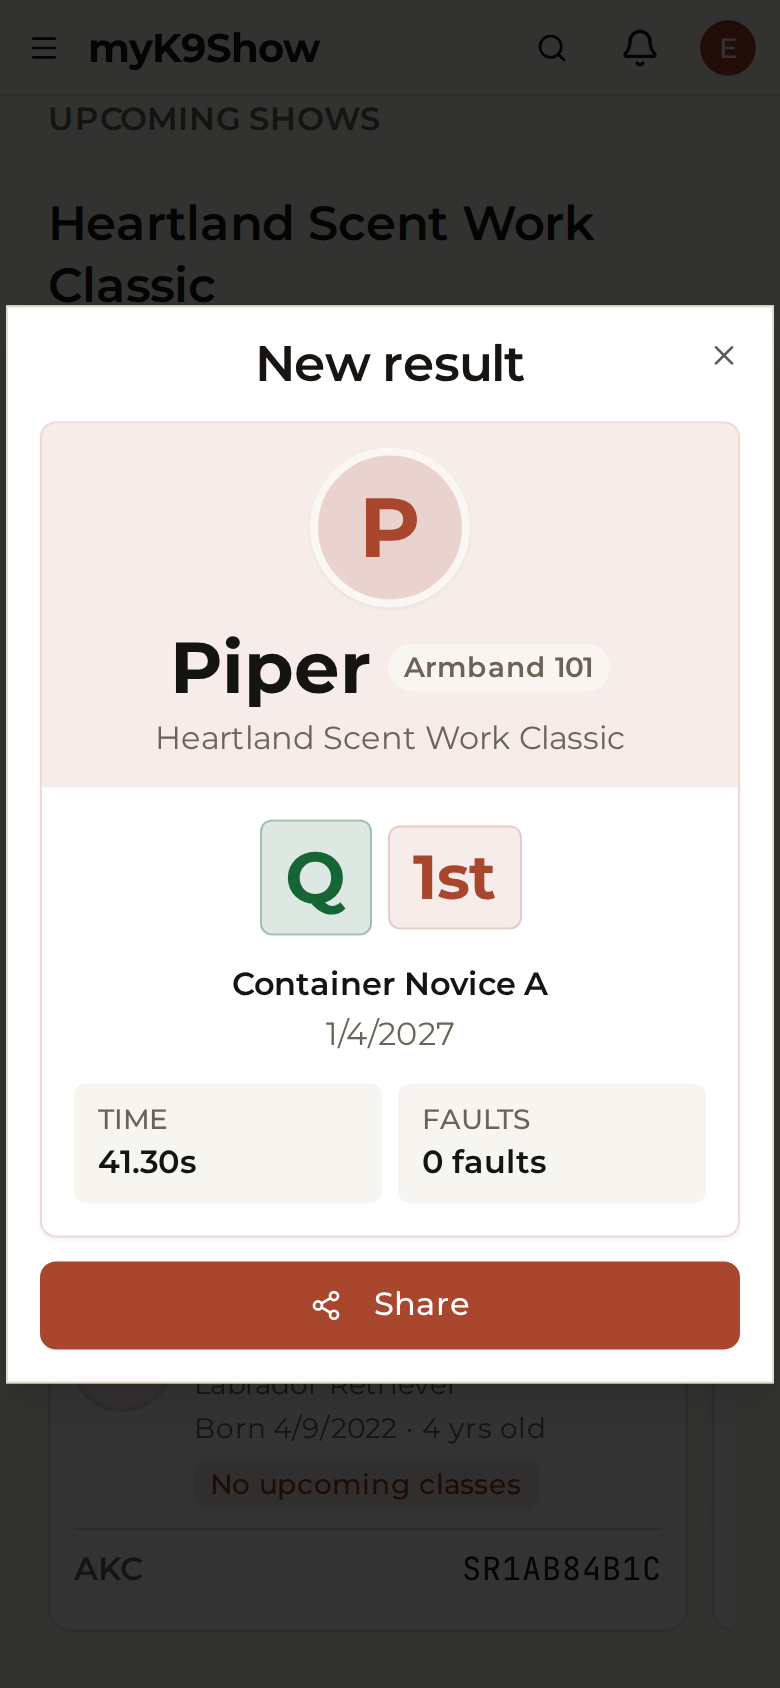 myK9Show
E
UPCOMING SHOWS
Heartland Scent Work
Classic
New result
P
Piper Armband 101
Heartland Scent Work Classic
Q 1st
Container Novice A
1/4/2027
TIME FAULTS
41.30s 0 faults
Share
Labrador Retriever
Born 4/9/2022 · 4 yrs old
No upcoming classes
AKC SR1AB84B1C